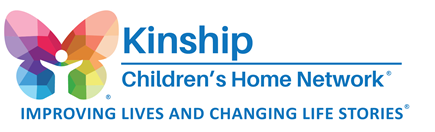 Kinship
Children's Home Network®
®
IMPROVING LIVES AND CHANGING LIFE STORIES®